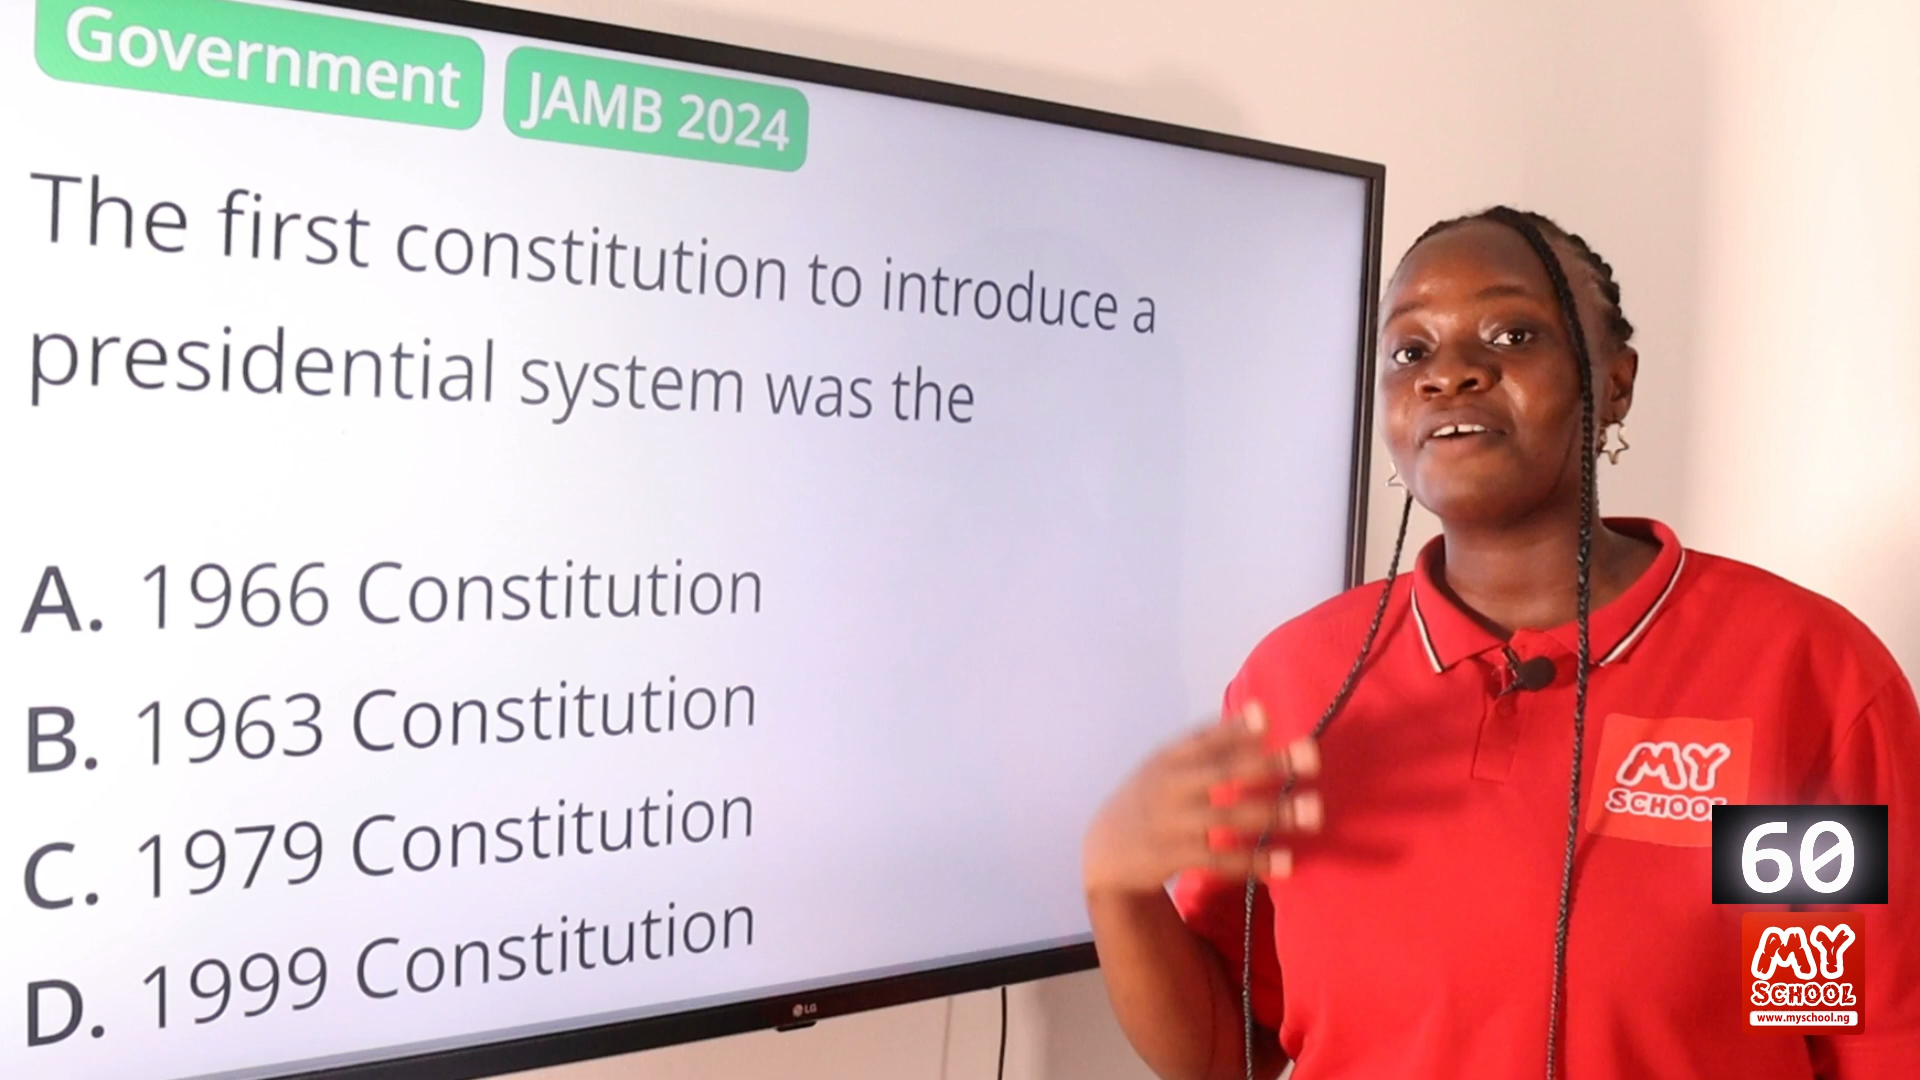 Government JAMB 2024
The first constitution to introduce a
presidential system was the
A. 1966 Constitution
B. 1963 Constitution
C. 1979 Constitution
D. 1999 Constitution
LG
MY
SCHOOL
60
MY
SCHOOL
www.myschool.ng